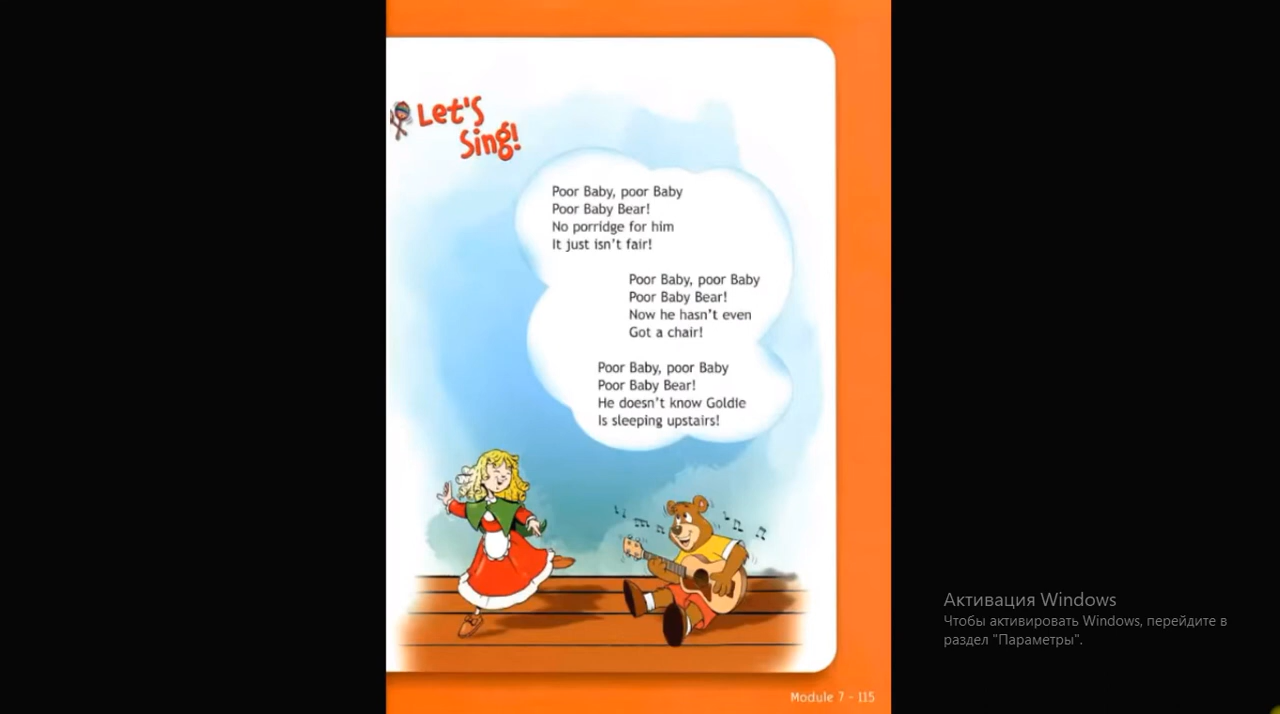 Let's
Sing!
Poor Baby, poor Baby
Poor Baby Bear!
No porridge for him
It just isn't fair!
Poor Baby, poor Baby
Poor Baby Bear!
Now he hasn't even
Got a chair!
Poor Baby, poor Baby
Poor Baby Bear!
He doesn't know Goldie
Is sleeping upstairs!
Активация Windows
Чтобы активировать Windows, перейдите в
раздел "Параметры".
Module 7 - 115